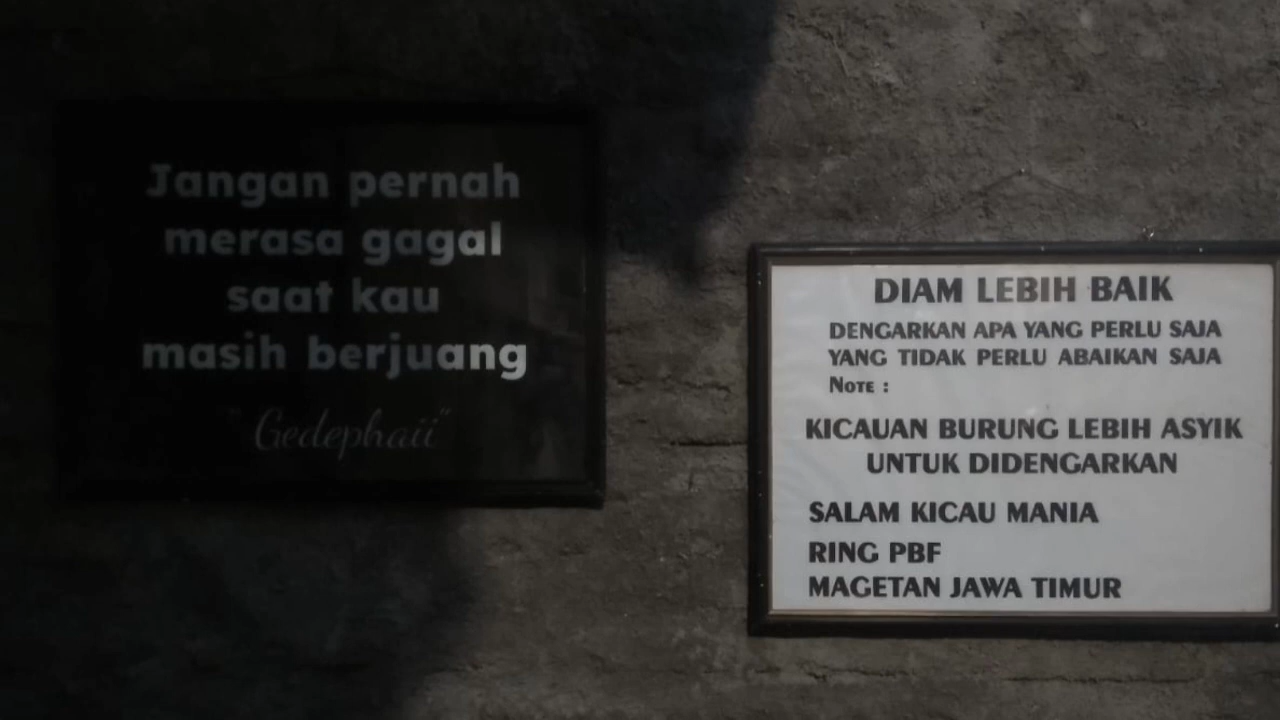 Jangan pernah
merasa gagal
saat kau
masih berjuang
"Gedephaii"
DIAM LEBIH BAIK
DENGARKAN APA YANG PERLU SAJA
YANG TIDAK PERLU ABAIKAN SAJA
NOTE :
KICAUAN BURUNG LEBIH ASYIK
UNTUK DIDENGARKAN
SALAM KICAU MANIA
RING PBF
MAGETAN JAWA TIMUR